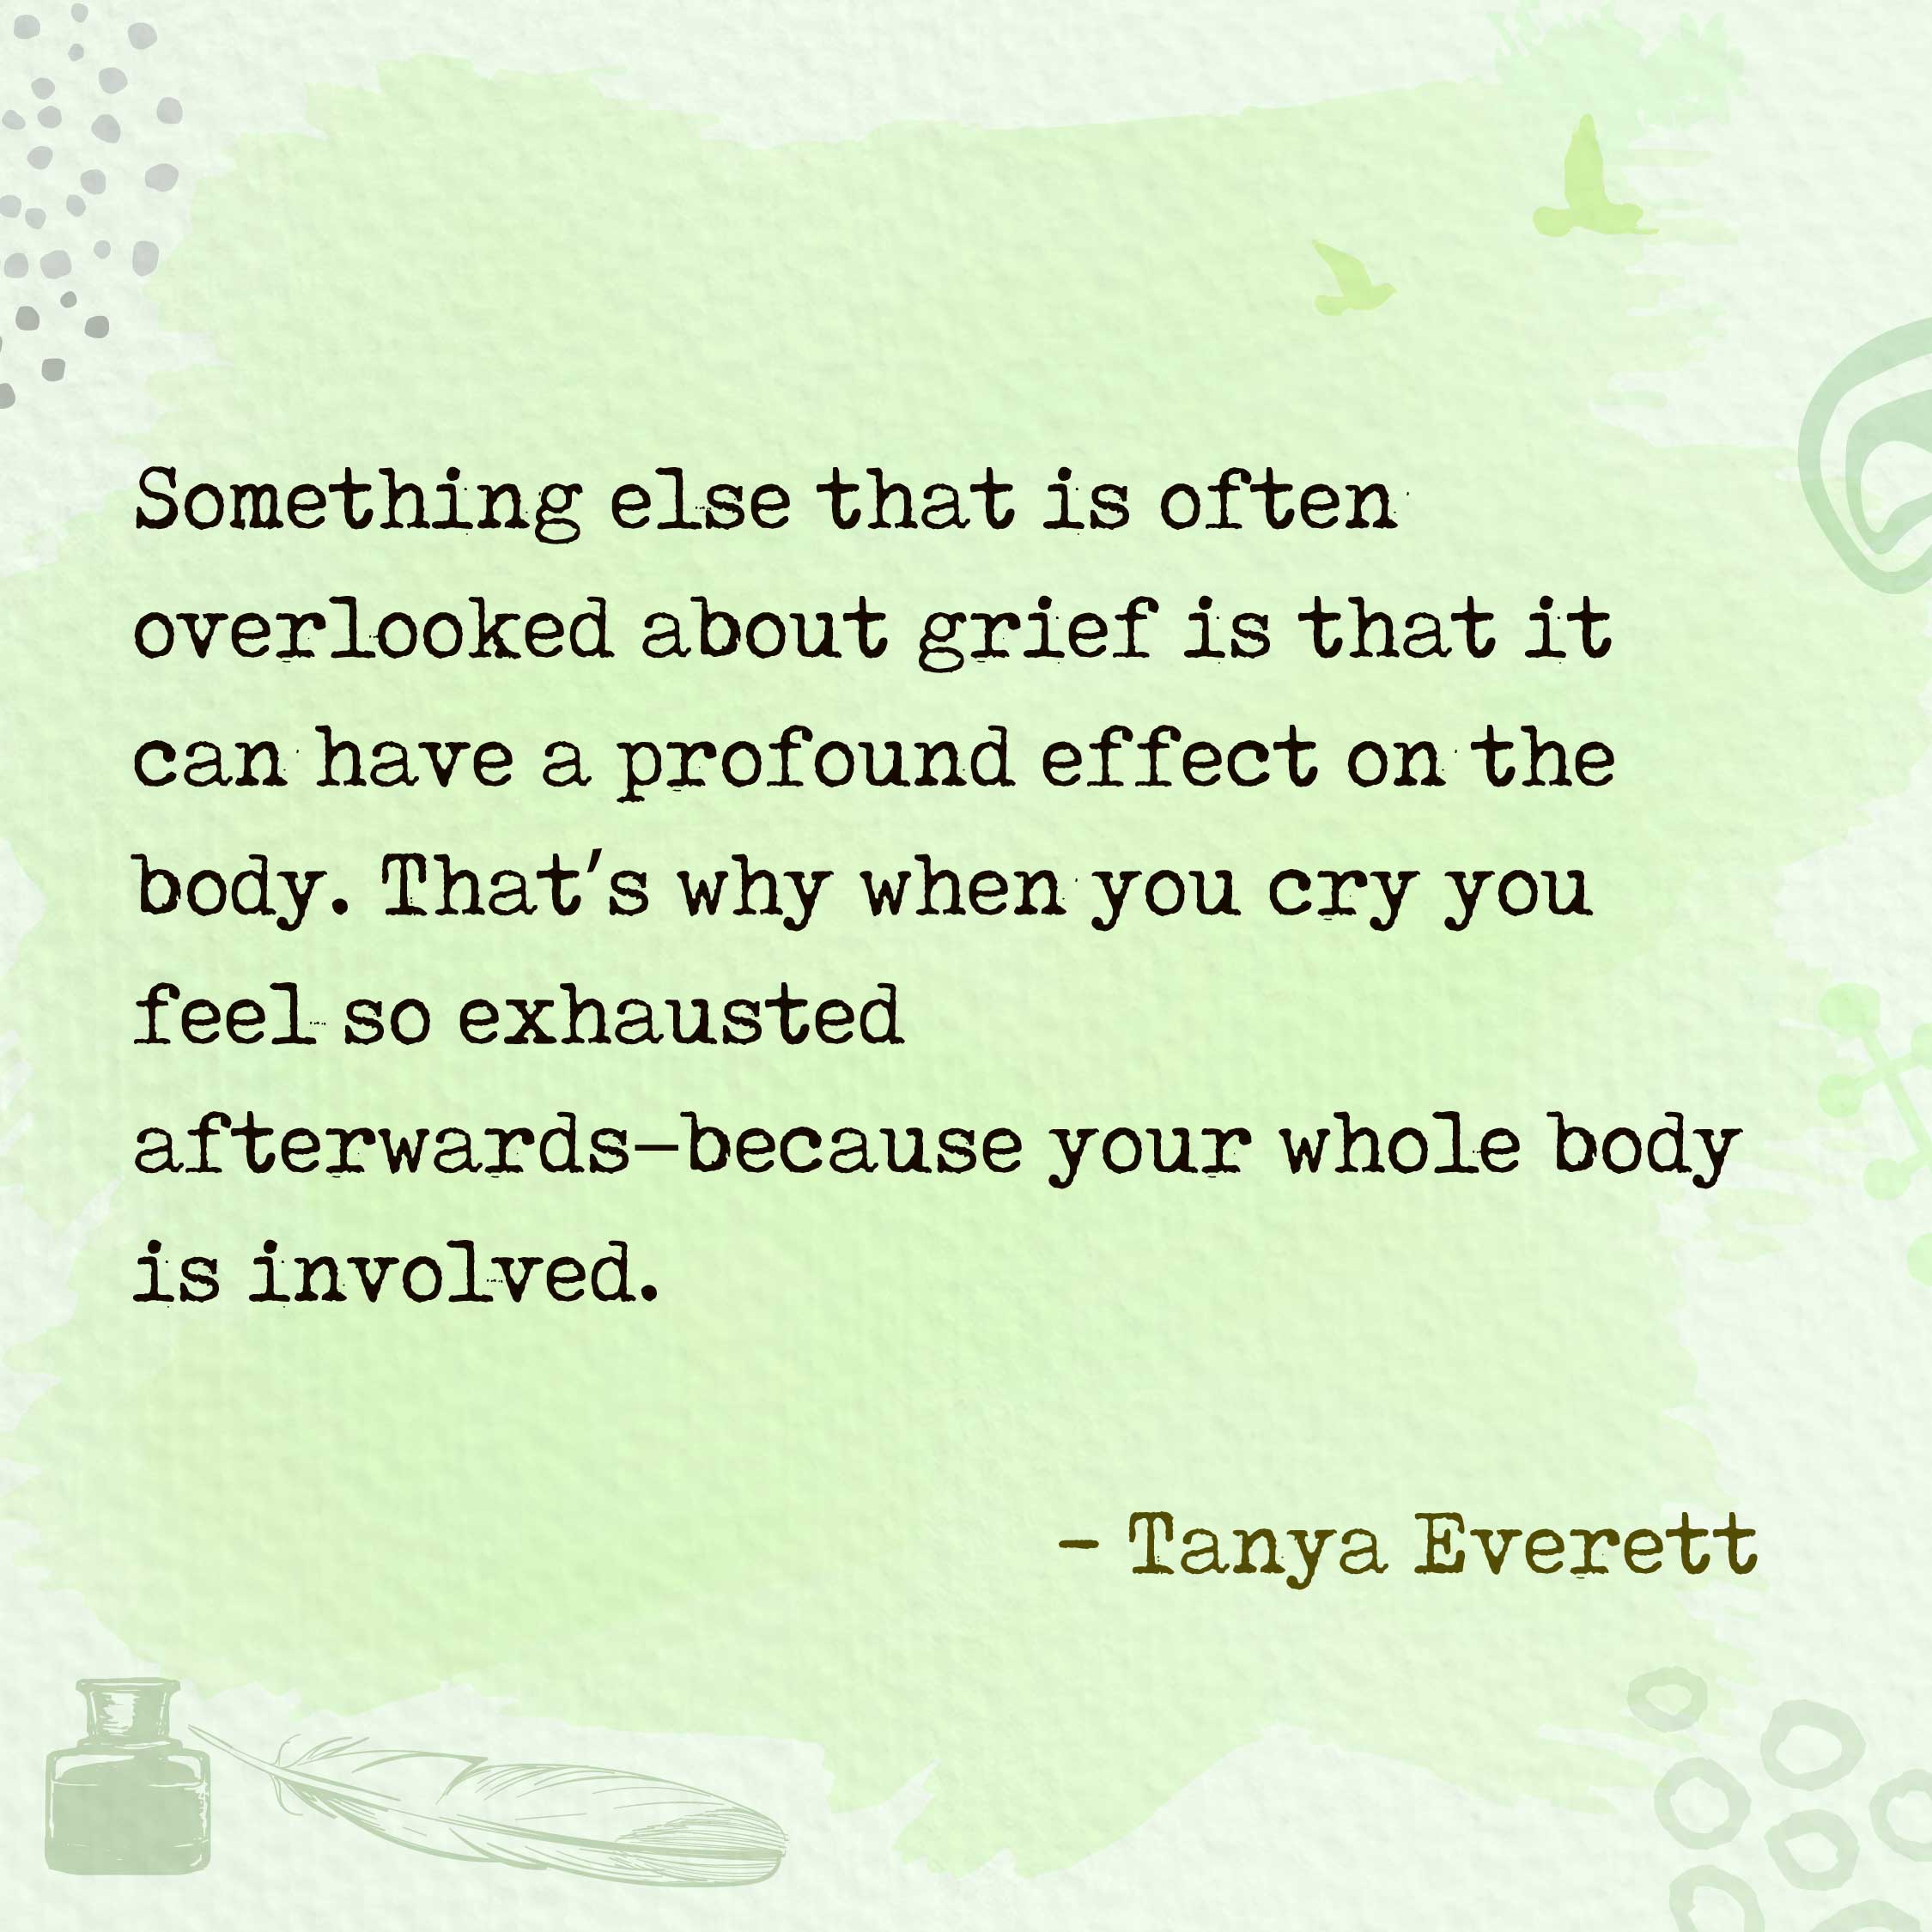 Something else that is often
overlooked about grief is that it
can have a profound effect on the
body. That's why when you cry you
feel so exhausted
afterwards—because your whole body
is involved.
- Tanya Everett